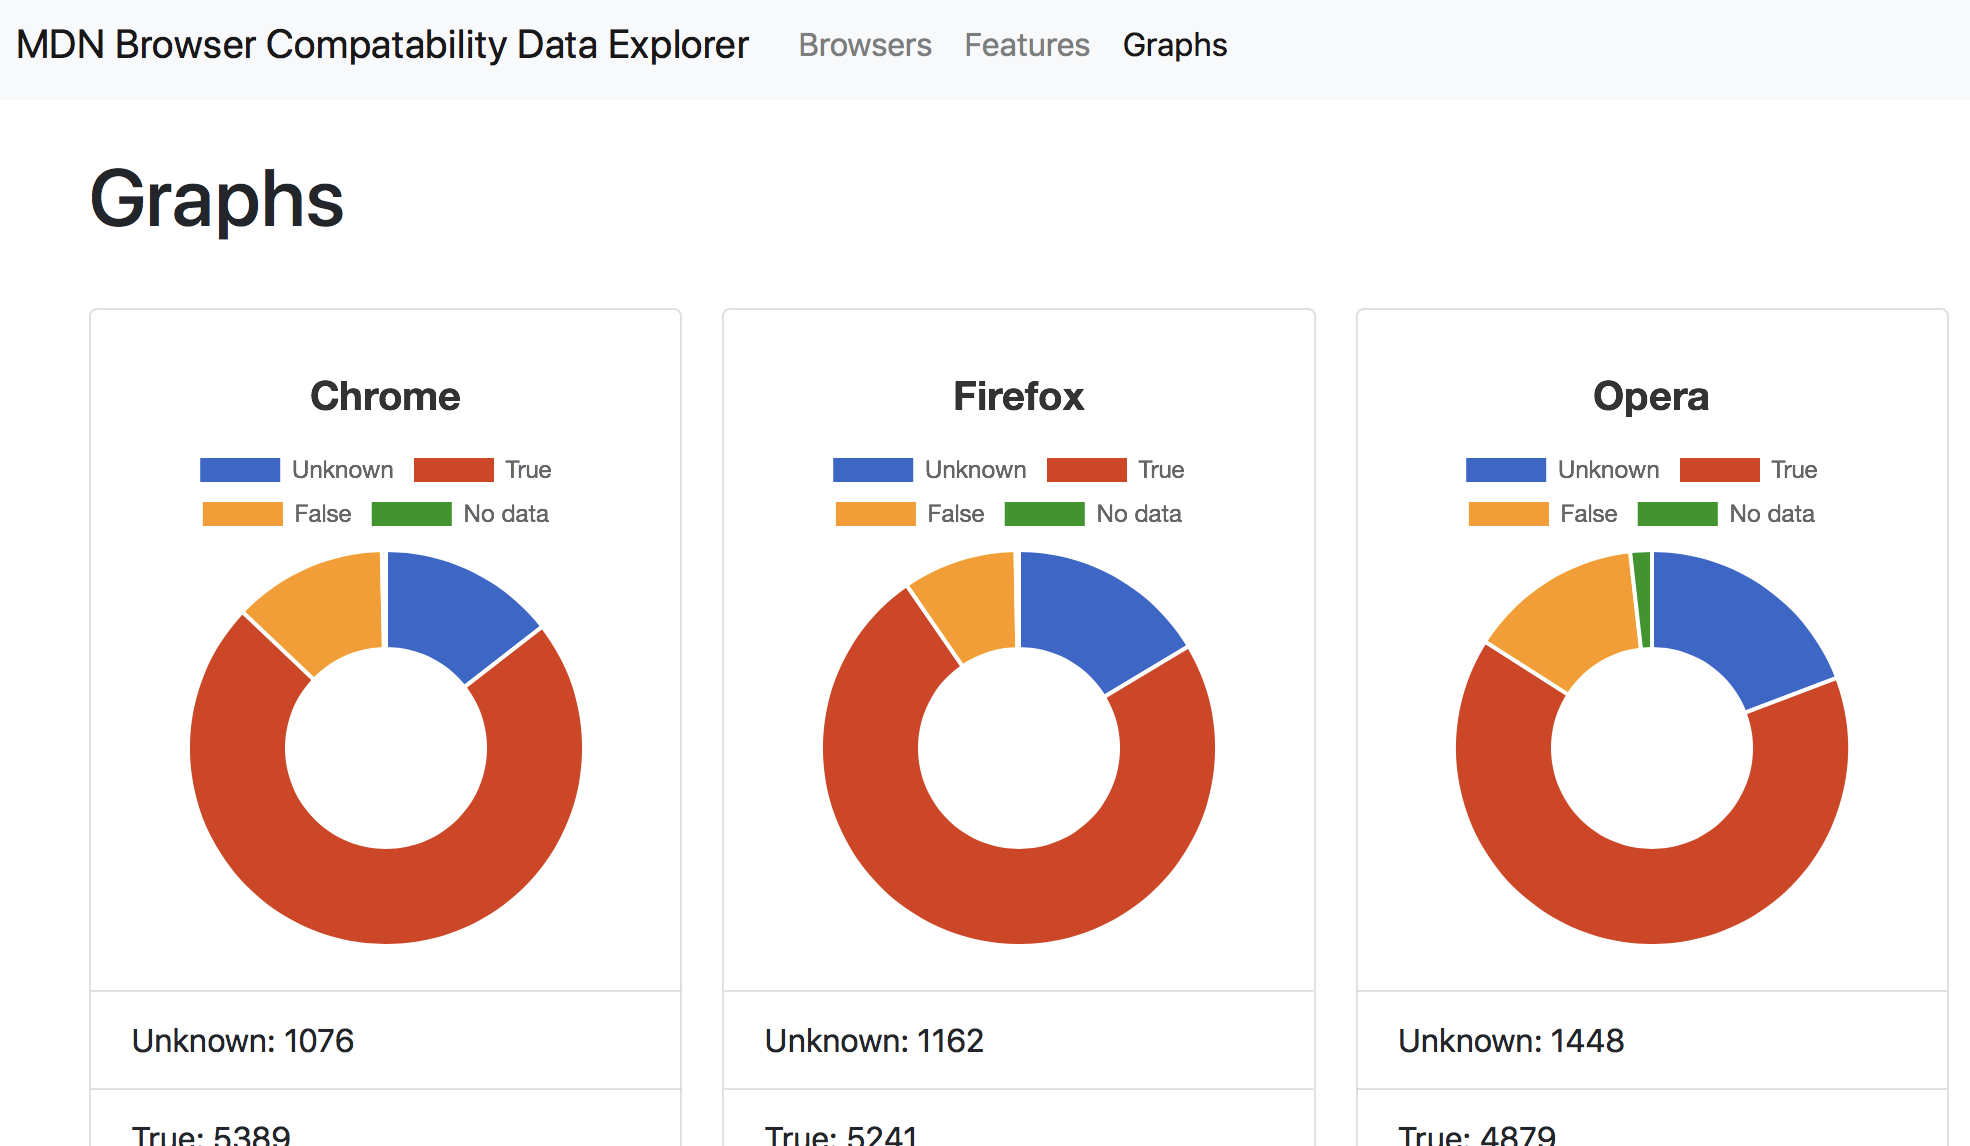 MDN Browser Compatability Data Explorer Browsers Features Graphs
Graphs
Chrome
Unknown True
False No data
Unknown: 1076
True: 5389
Firefox
Unknown True
False No data
Unknown: 1162
True: 5241
Opera
Unknown True
False No data
Unknown: 1448
True: 4879